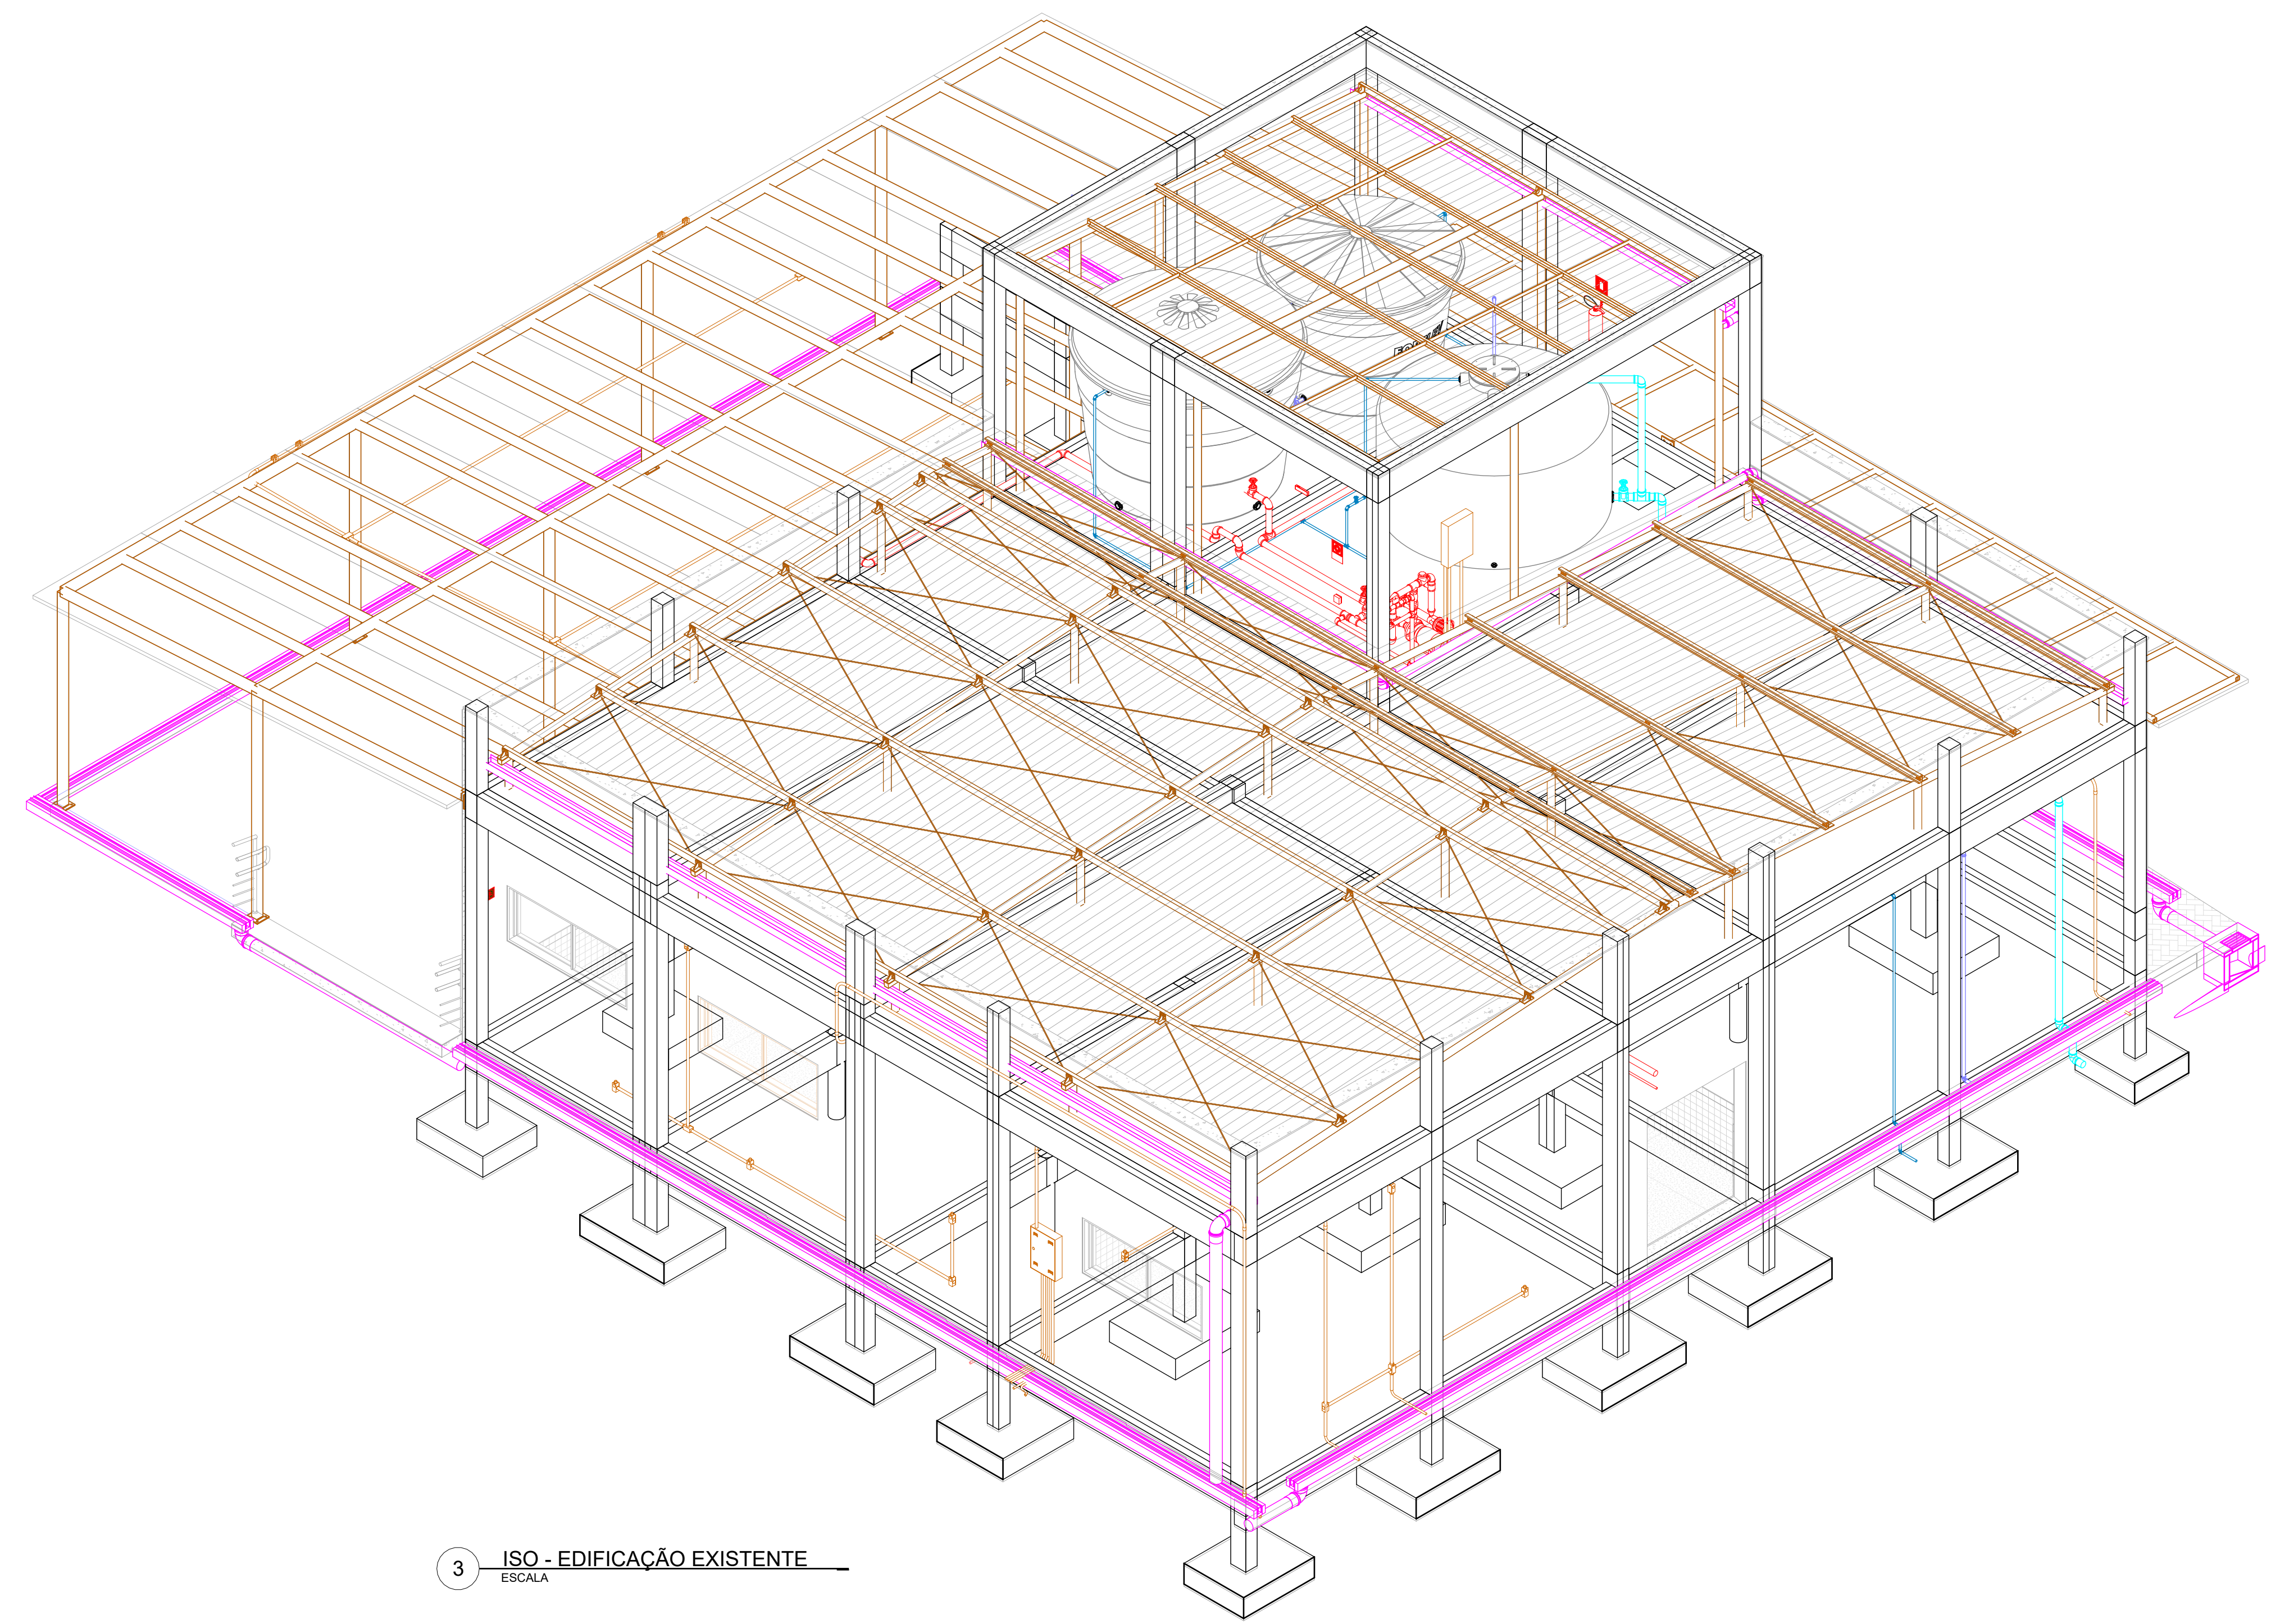 3
ISO - EDIFICAÇÃO EXISTENTE
ESCALA